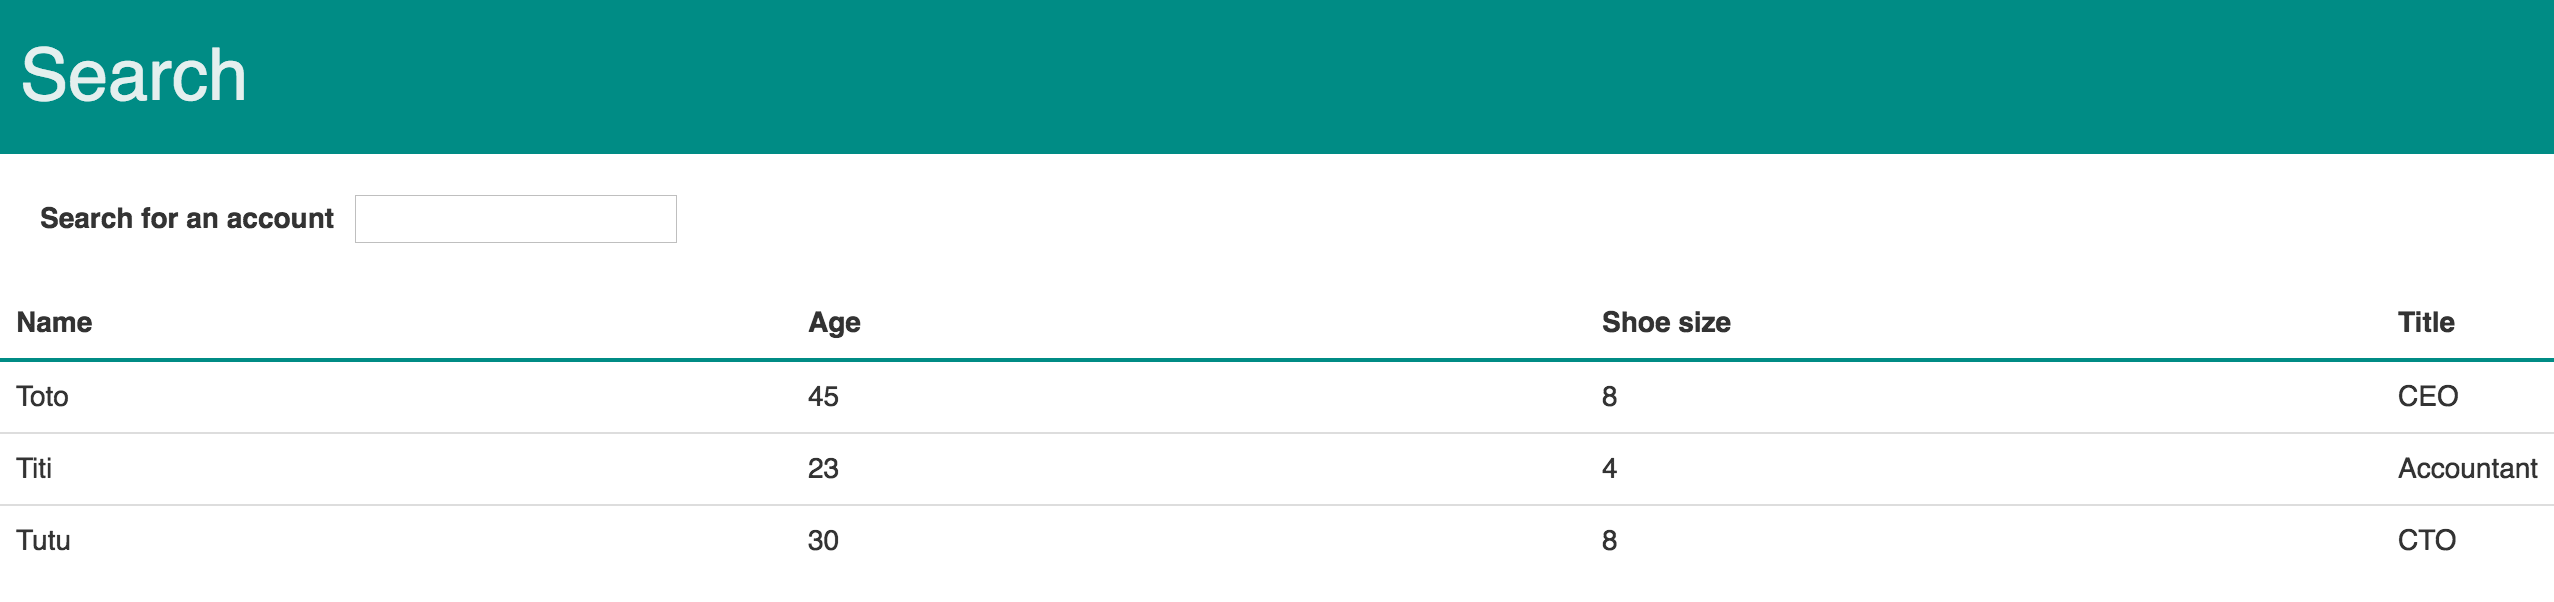 Search
Search for an account
Name Age Shoe size Title
Toto 45 8 CEO
Titi 23 4 Accountant
Tutu 30 8 CTO